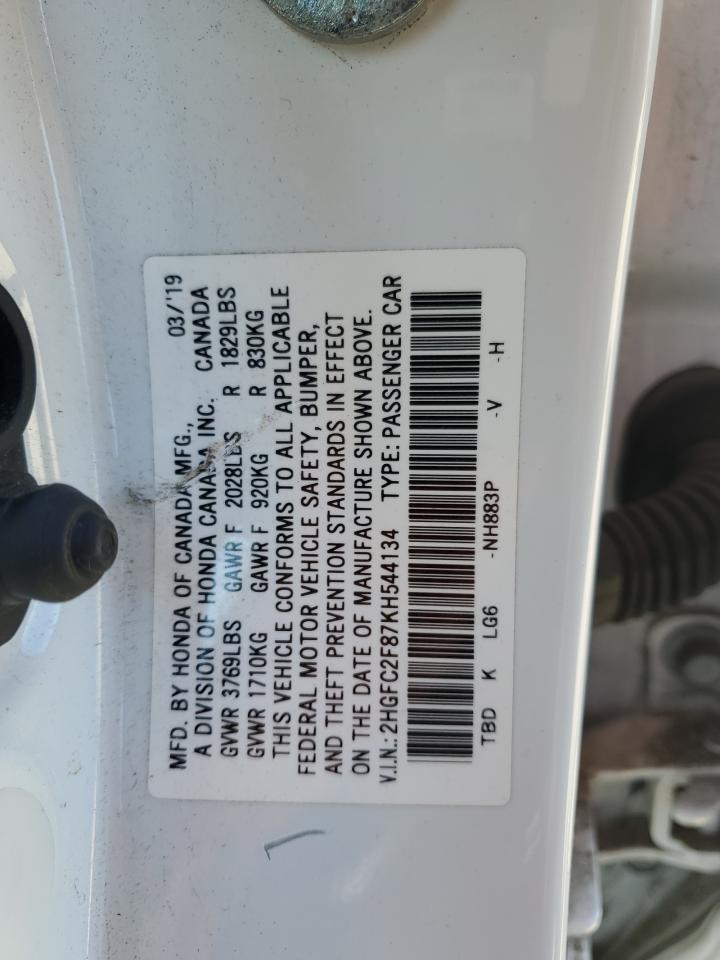 MFD. BY HONDA OF CANADA MFG., 03/'19
A DIVISION OF HONDA CANADA INC. CANADA
GVWR 3769LBS GAWR F 2028LBS R 1829LBS
GVWR 1710KG GAWR F 920KG R 830KG
THIS VEHICLE CONFORMS TO ALL APPLICABLE
FEDERAL MOTOR VEHICLE SAFETY, BUMPER,
AND THEFT PREVENTION STANDARDS IN EFFECT
ON THE DATE OF MANUFACTURE SHOWN ABOVE.
V.I.N.: 2HGFC2F87KH544134 TYPE: PASSENGER CAR
TBD K LG6 -NH883P -V -H